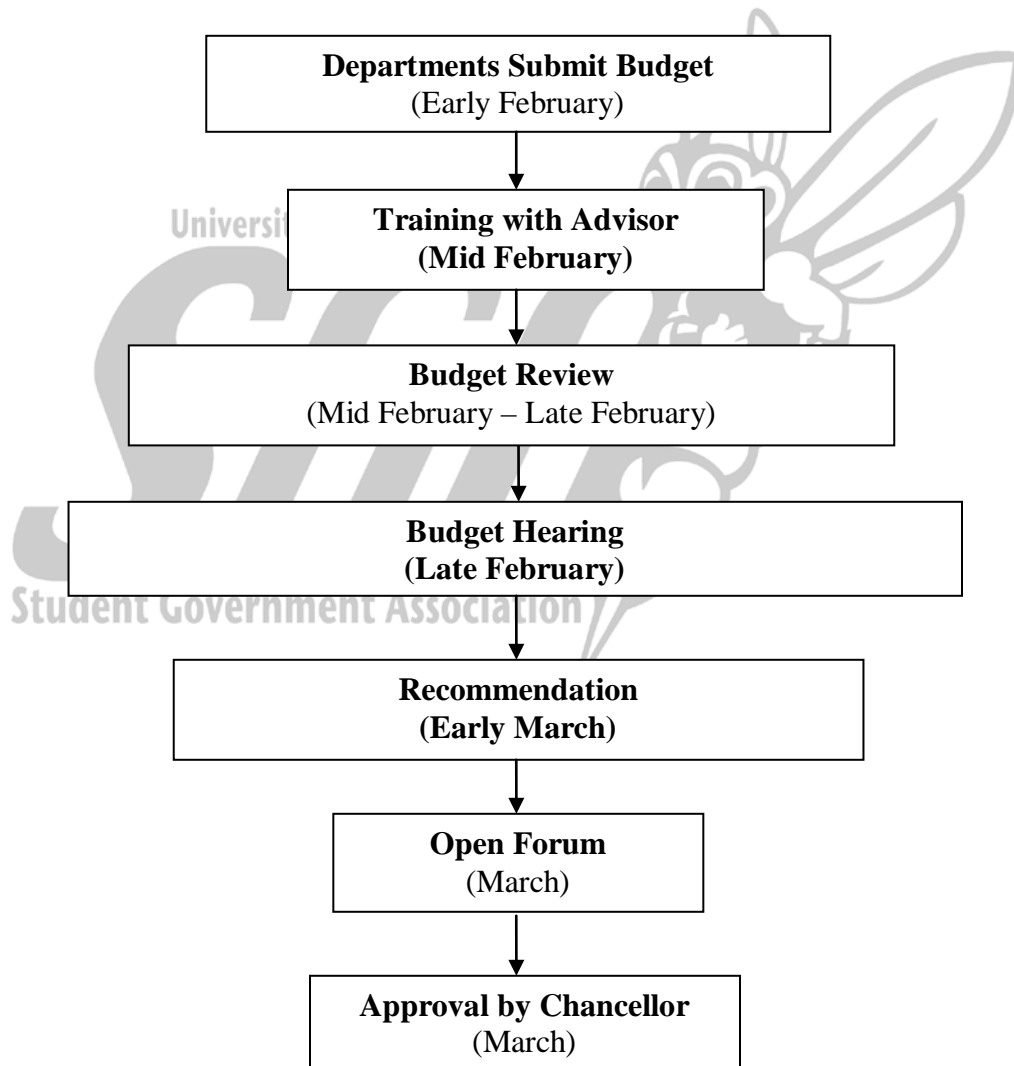 Departments Submit Budget
(Early February)
Training with Advisor
(Mid February)
Budget Review
(Mid February – Late February)
Budget Hearing
(Late February)
Student Government Association
Recommendation
(Early March)
Open Forum
(March)
Approval by Chancellor
(March)